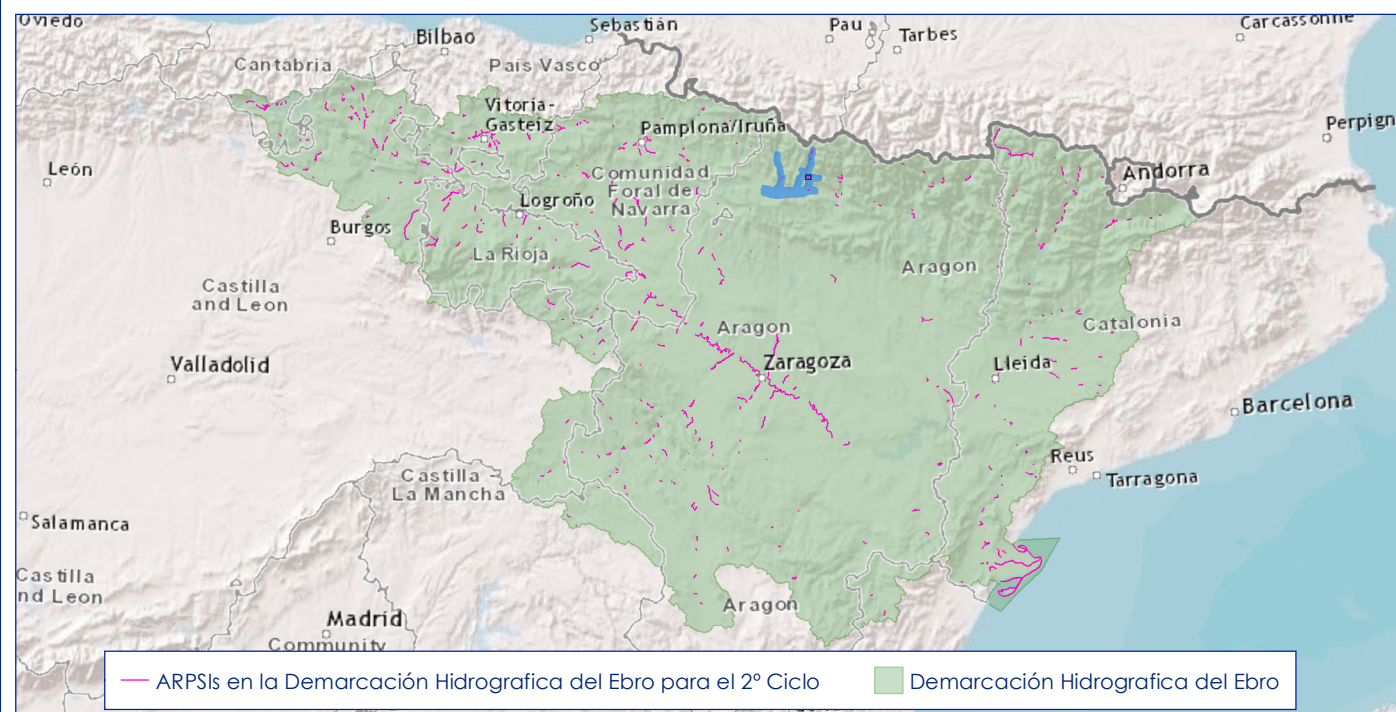 Oviedo
Bilbao
Sebastián
Pau
Tarbes
Carcassonne
Cantabria
País Vasco
Vitoria-
Gasteiz
Pamplona/Iruña
Perpign
León
Comunidad
Foral de
Navarra
Andorra
Logroño
Burgos
La Rioja
Aragon
Castilla
and Leon
Aragon
Catalonia
Valladolid
Zaragoza
Lleida
Barcelona
Reus
Tarragona
Castilla
La Mancha
Salamanca
Castilla
nd Leon
Aragon
Madrid
Community
ARPSIs en la Demarcación Hidrografica del Ebro para el 2º Ciclo
Demarcación Hidrografica del Ebro